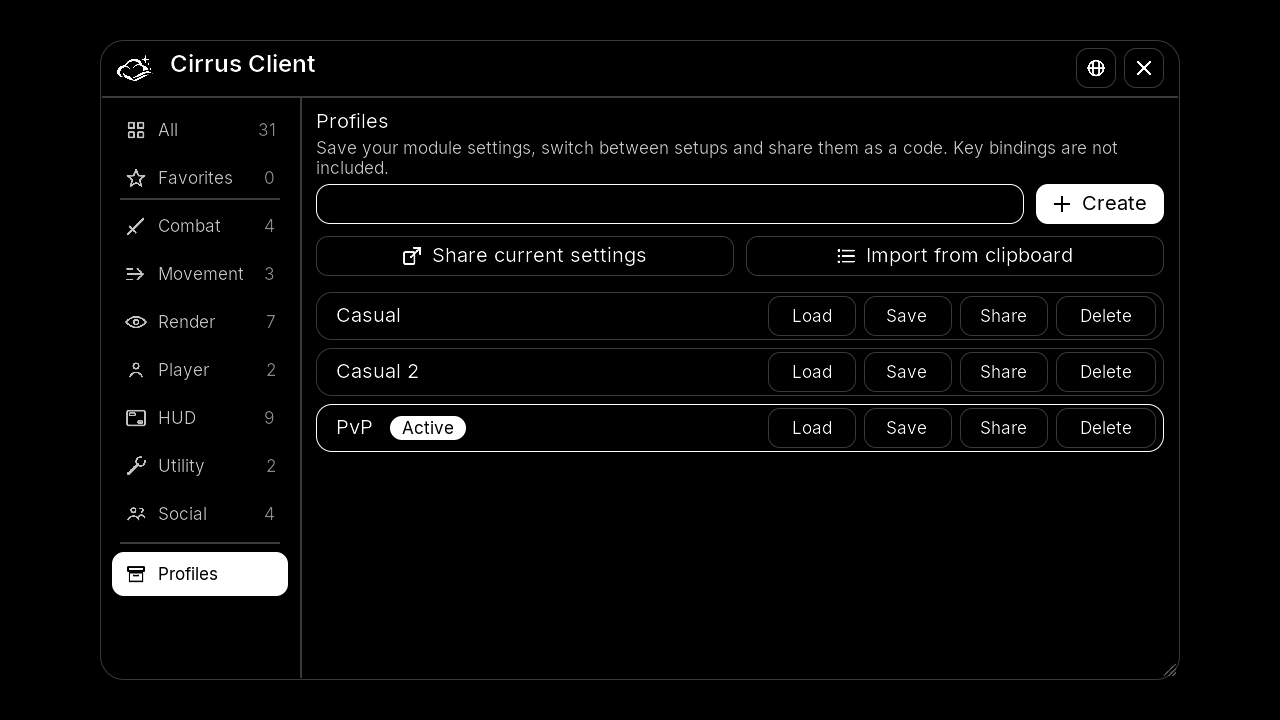 Cirrus Client
All 31
Favorites 0
Combat 4
Movement 3
Render 7
Player 2
HUD 9
Utility 2
Social 4
Profiles
Profiles
Save your module settings, switch between setups and share them as a code. Key bindings are not
included.
Create
Share current settings
Import from clipboard
Casual Load Save Share Delete
Casual 2 Load Save Share Delete
PvP Active Load Save Share Delete